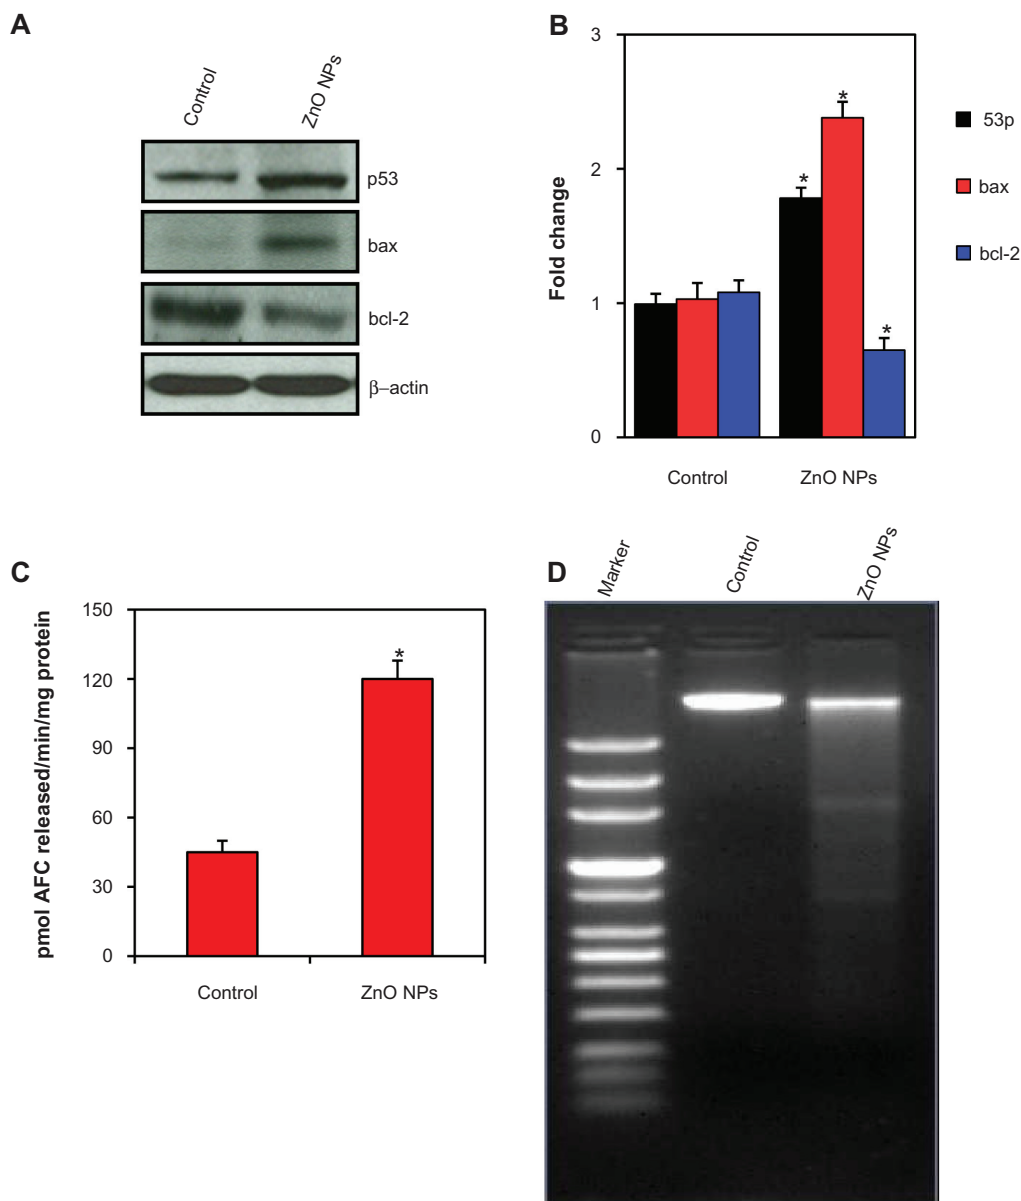 A
Control
ZnO NPs
p53
bax
bcl-2
β–actin
B
Fold change
3
2
1
0
*
*
*
Control
ZnO NPs
53p
bax
bcl-2
C
pmol AFC released/min/mg protein
150
120
90
60
30
0
*
Control
ZnO NPs
D
Marker
Control
ZnO NPs